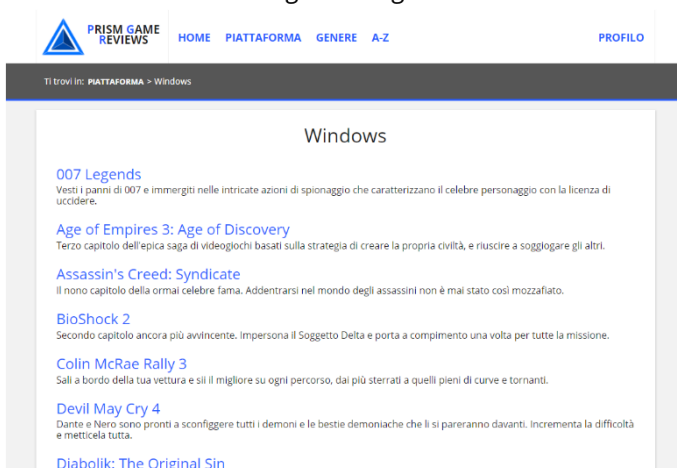 PRISM GAME
REVIEWS
HOME PIATTAFORMA GENERE A-Z PROFILO
Ti trovi in: PIATTAFORMA > Windows
Windows
007 Legends
Vesti i panni di 007 e immergiti nelle intricate azioni di spionaggio che caratterizzano il celebre personaggio con la licenza di
uccidere.
Age of Empires 3: Age of Discovery
Terzo capitolo dell'epica saga di videogiochi basati sulla strategia di creare la propria civiltà, e riuscire a soggiogare gli altri.
Assassin's Creed: Syndicate
Il nono capitolo della ormai celebre fama. Addentrarsi nel mondo degli assassini non è mai stato così mozzafiato.
BioShock 2
Secondo capitolo ancora più avvincente. Impersona il Soggetto Delta e porta a compimento una volta per tutte la missione.
Colin McRae Rally 3
Sali a bordo della tua vettura e sii il migliore su ogni percorso, dai più sterrati a quelli pieni di curve e tornanti.
Devil May Cry 4
Dante e Nero sono pronti a sconfiggere tutti i demoni e le bestie demoniache che li si pareranno davanti. Incrementa la difficoltà
e metticela tutta.
Diabolik: The Original Sin